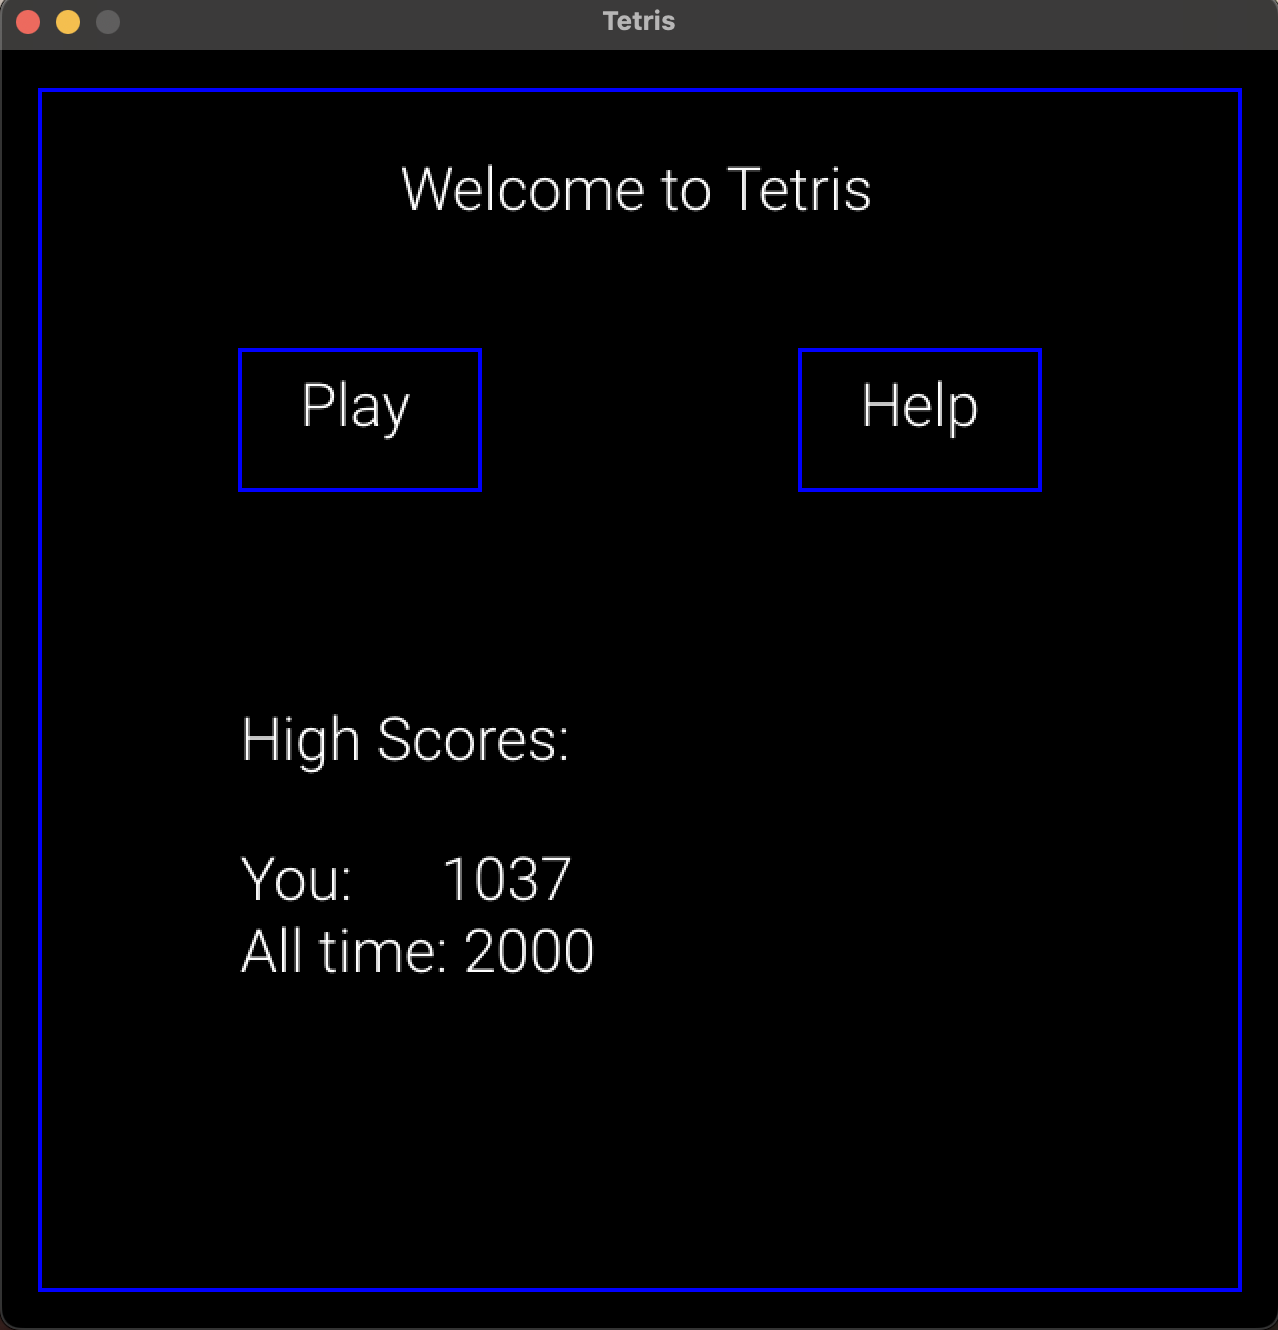 Tetris
Welcome to Tetris
Play Help
High Scores:
You: 1037
All time: 2000